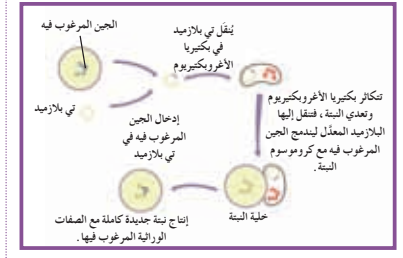 الجين المرغوب فيه
يُنقَل تي بلازميد
في بكتيريا
الأغروبكتيريوم
تي بلازميد
إدخال الجين
المرغوب فيه في
تي بلازميد
تتكاثر بكتيريا الأغروبكتيريوم
وتعدي النبتة، فتنقل إليها
البلازميد المعدَّل ليندمج الجين
المرغوب فيه مع كروموسوم
النبتة.
خلية النبتة
إنتاج نبتة جديدة كاملة مع الصفات
الوراثية المرغوب فيها.